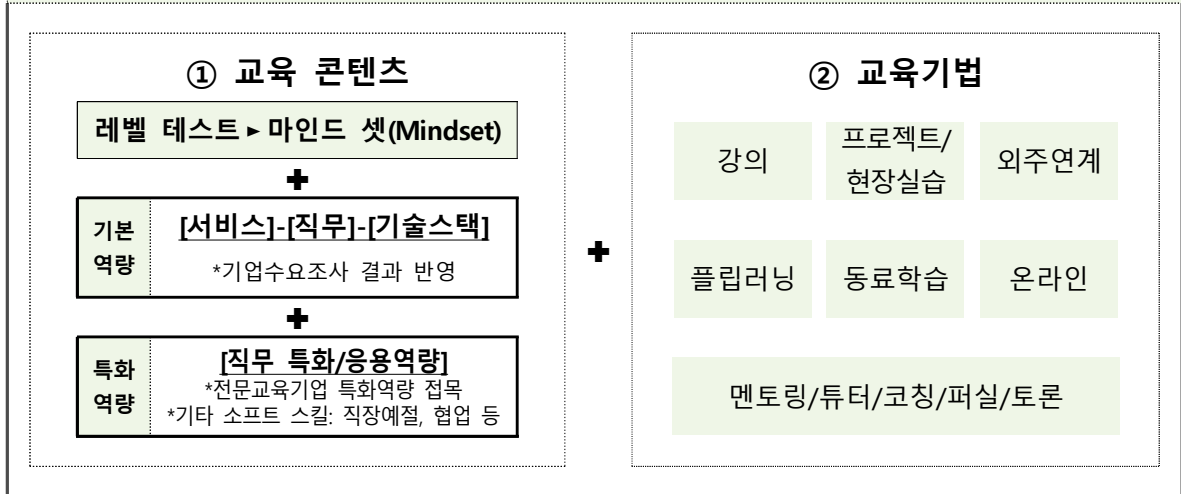 ① 교육 콘텐츠
레벨 테스트 ► 마인드 셋(Mindset)
+
기본
역량
[서비스]-[직무]-[기술스택]
*기업수요조사 결과 반영
+
특화
역량
[직무 특화/응용역량]
*전문교육기업 특화역량 접목
*기타 소프트 스킬: 직장예절, 협업 등
+
② 교육기법
강의
프로젝트/
현장실습
외주연계
플립러닝
동료학습
온라인
멘토링/튜터/코칭/퍼실/토론